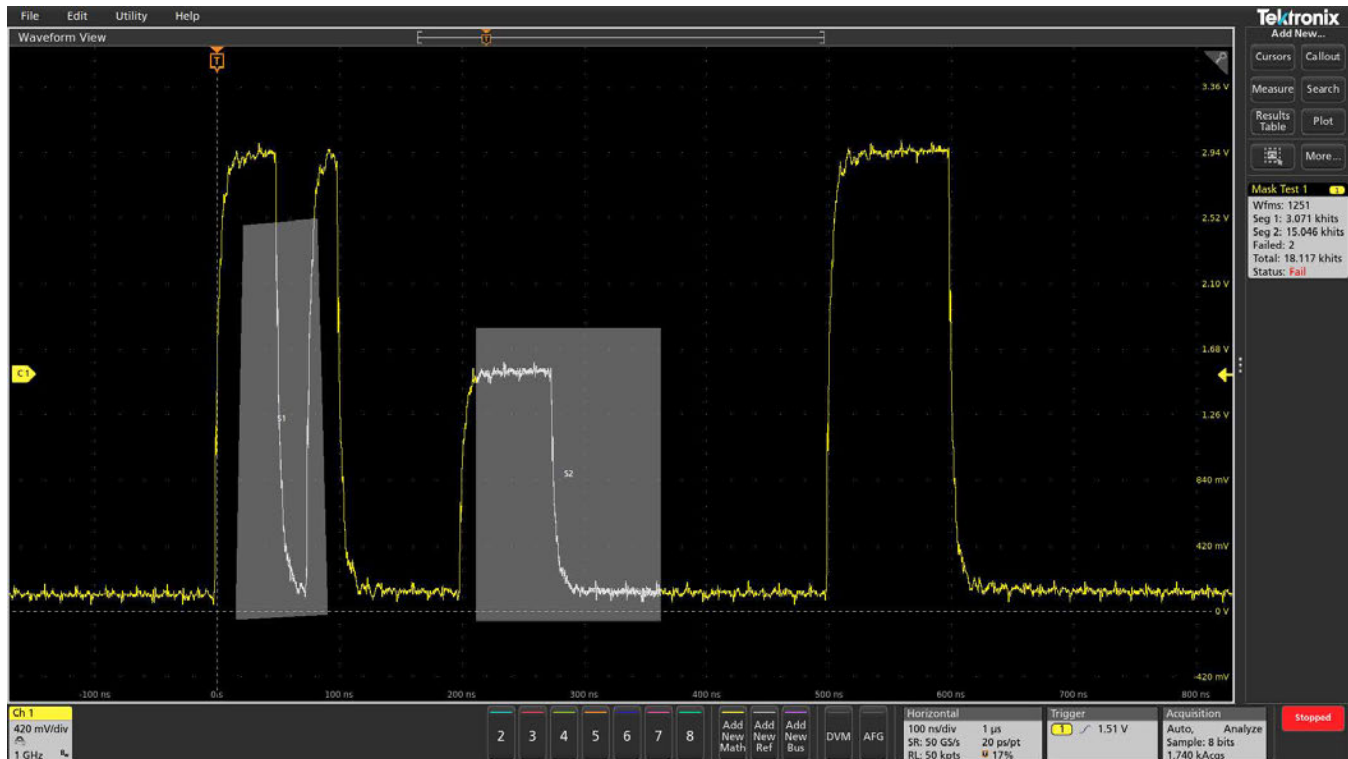 File Edit Utility Help
Tektronix
Waveform View
Add New...
T
T
Cursors Callout
Measure Search
Results Table Plot
More...
3.36 V
2.94 V
2.52 V
2.10 V
1.68 V
1.26 V
840 mV
420 mV
0 V
-420 mV
C1
S1
S2
Mask Test 1 1
Wfms: 1251
Seg 1: 3.071 khits
Seg 2: 15.046 khits
Failed: 2
Total: 18.117 khits
Status: Fail
-100 ns 0 s 100 ns 200 ns 300 ns 400 ns 500 ns 600 ns 700 ns 800 ns
Ch 1
420 mV/div
1 GHz
2 3 4 5 6 7 8
Add New Math
Add New Ref
Add New Bus
DVM AFG
Horizontal
100 ns/div 1 µs
SR: 50 GS/s 20 ps/pt
RL: 50 kpts 17%
Trigger
1 1.51 V
Acquisition
Auto, Analyze
Sample: 8 bits
1.740 kAcqs
Stopped